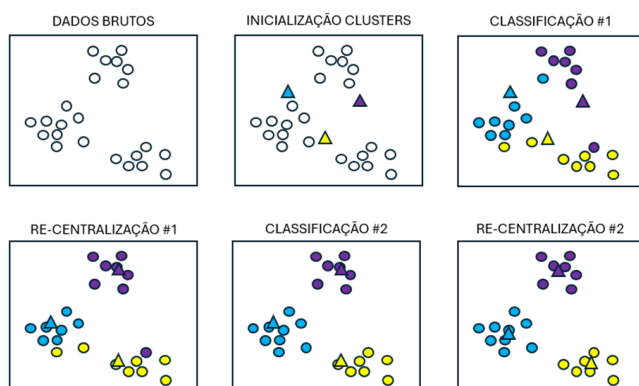 DADOS BRUTOS
INICIALIZAÇÃO CLUSTERS
CLASSIFICAÇÃO #1
RE-CENTRALIZAÇÃO #1
CLASSIFICAÇÃO #2
RE-CENTRALIZAÇÃO #2